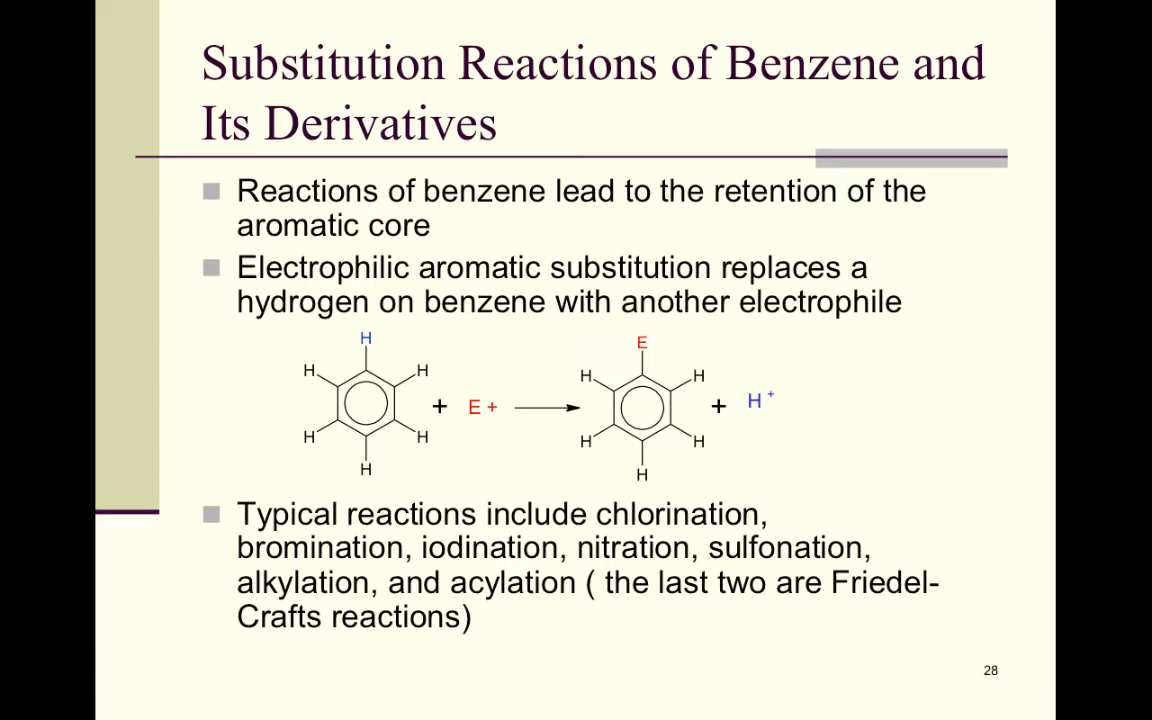 Substitution Reactions of Benzene and
Its Derivatives
Reactions of benzene lead to the retention of the
aromatic core
Electrophilic aromatic substitution replaces a
hydrogen on benzene with another electrophile
H E
H H H H
+ E + + H +
H H H H
H H
Typical reactions include chlorination,
bromination, iodination, nitration, sulfonation,
alkylation, and acylation ( the last two are Friedel-
Crafts reactions)
28